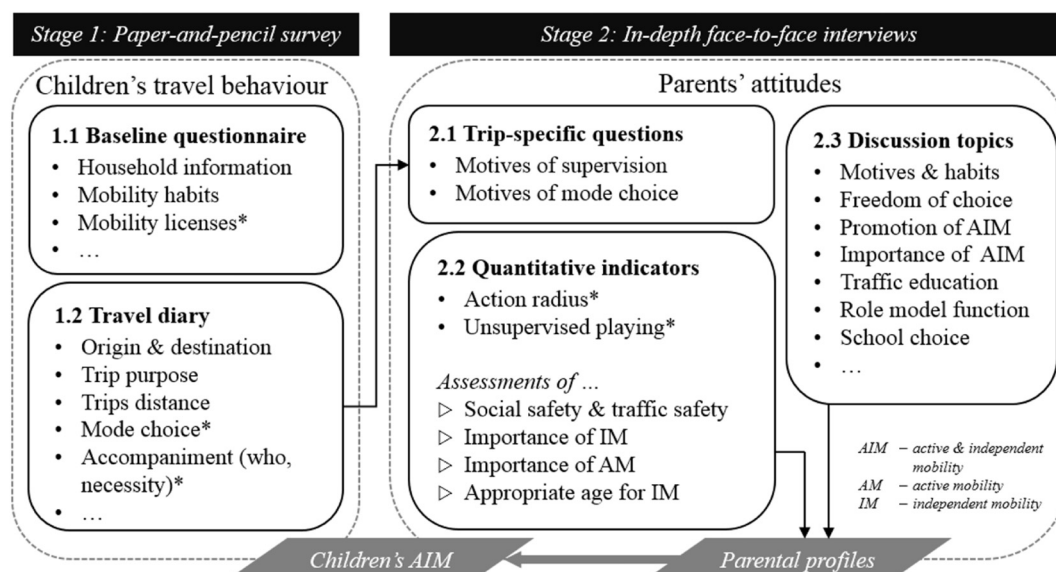 Stage 1: Paper-and-pencil survey
Children's travel behaviour
1.1 Baseline questionnaire
• Household information
• Mobility habits
• Mobility licenses*
• …
1.2 Travel diary
• Origin & destination
• Trip purpose
• Trips distance
• Mode choice*
• Accompaniment (who,
necessity)*
• …
Stage 2: In-depth face-to-face interviews
Parents' attitudes
2.1 Trip-specific questions
• Motives of supervision
• Motives of mode choice
2.2 Quantitative indicators
• Action radius*
• Unsupervised playing*
Assessments of …
▷ Social safety & traffic safety
▷ Importance of IM
▷ Importance of AM
▷ Appropriate age for IM
2.3 Discussion topics
• Motives & habits
• Freedom of choice
• Promotion of AIM
• Importance of AIM
• Traffic education
• Role model function
• School choice
• …
AIM – active & independent
mobility
AM – active mobility
IM – independent mobility
Children's AIM
Parental profiles